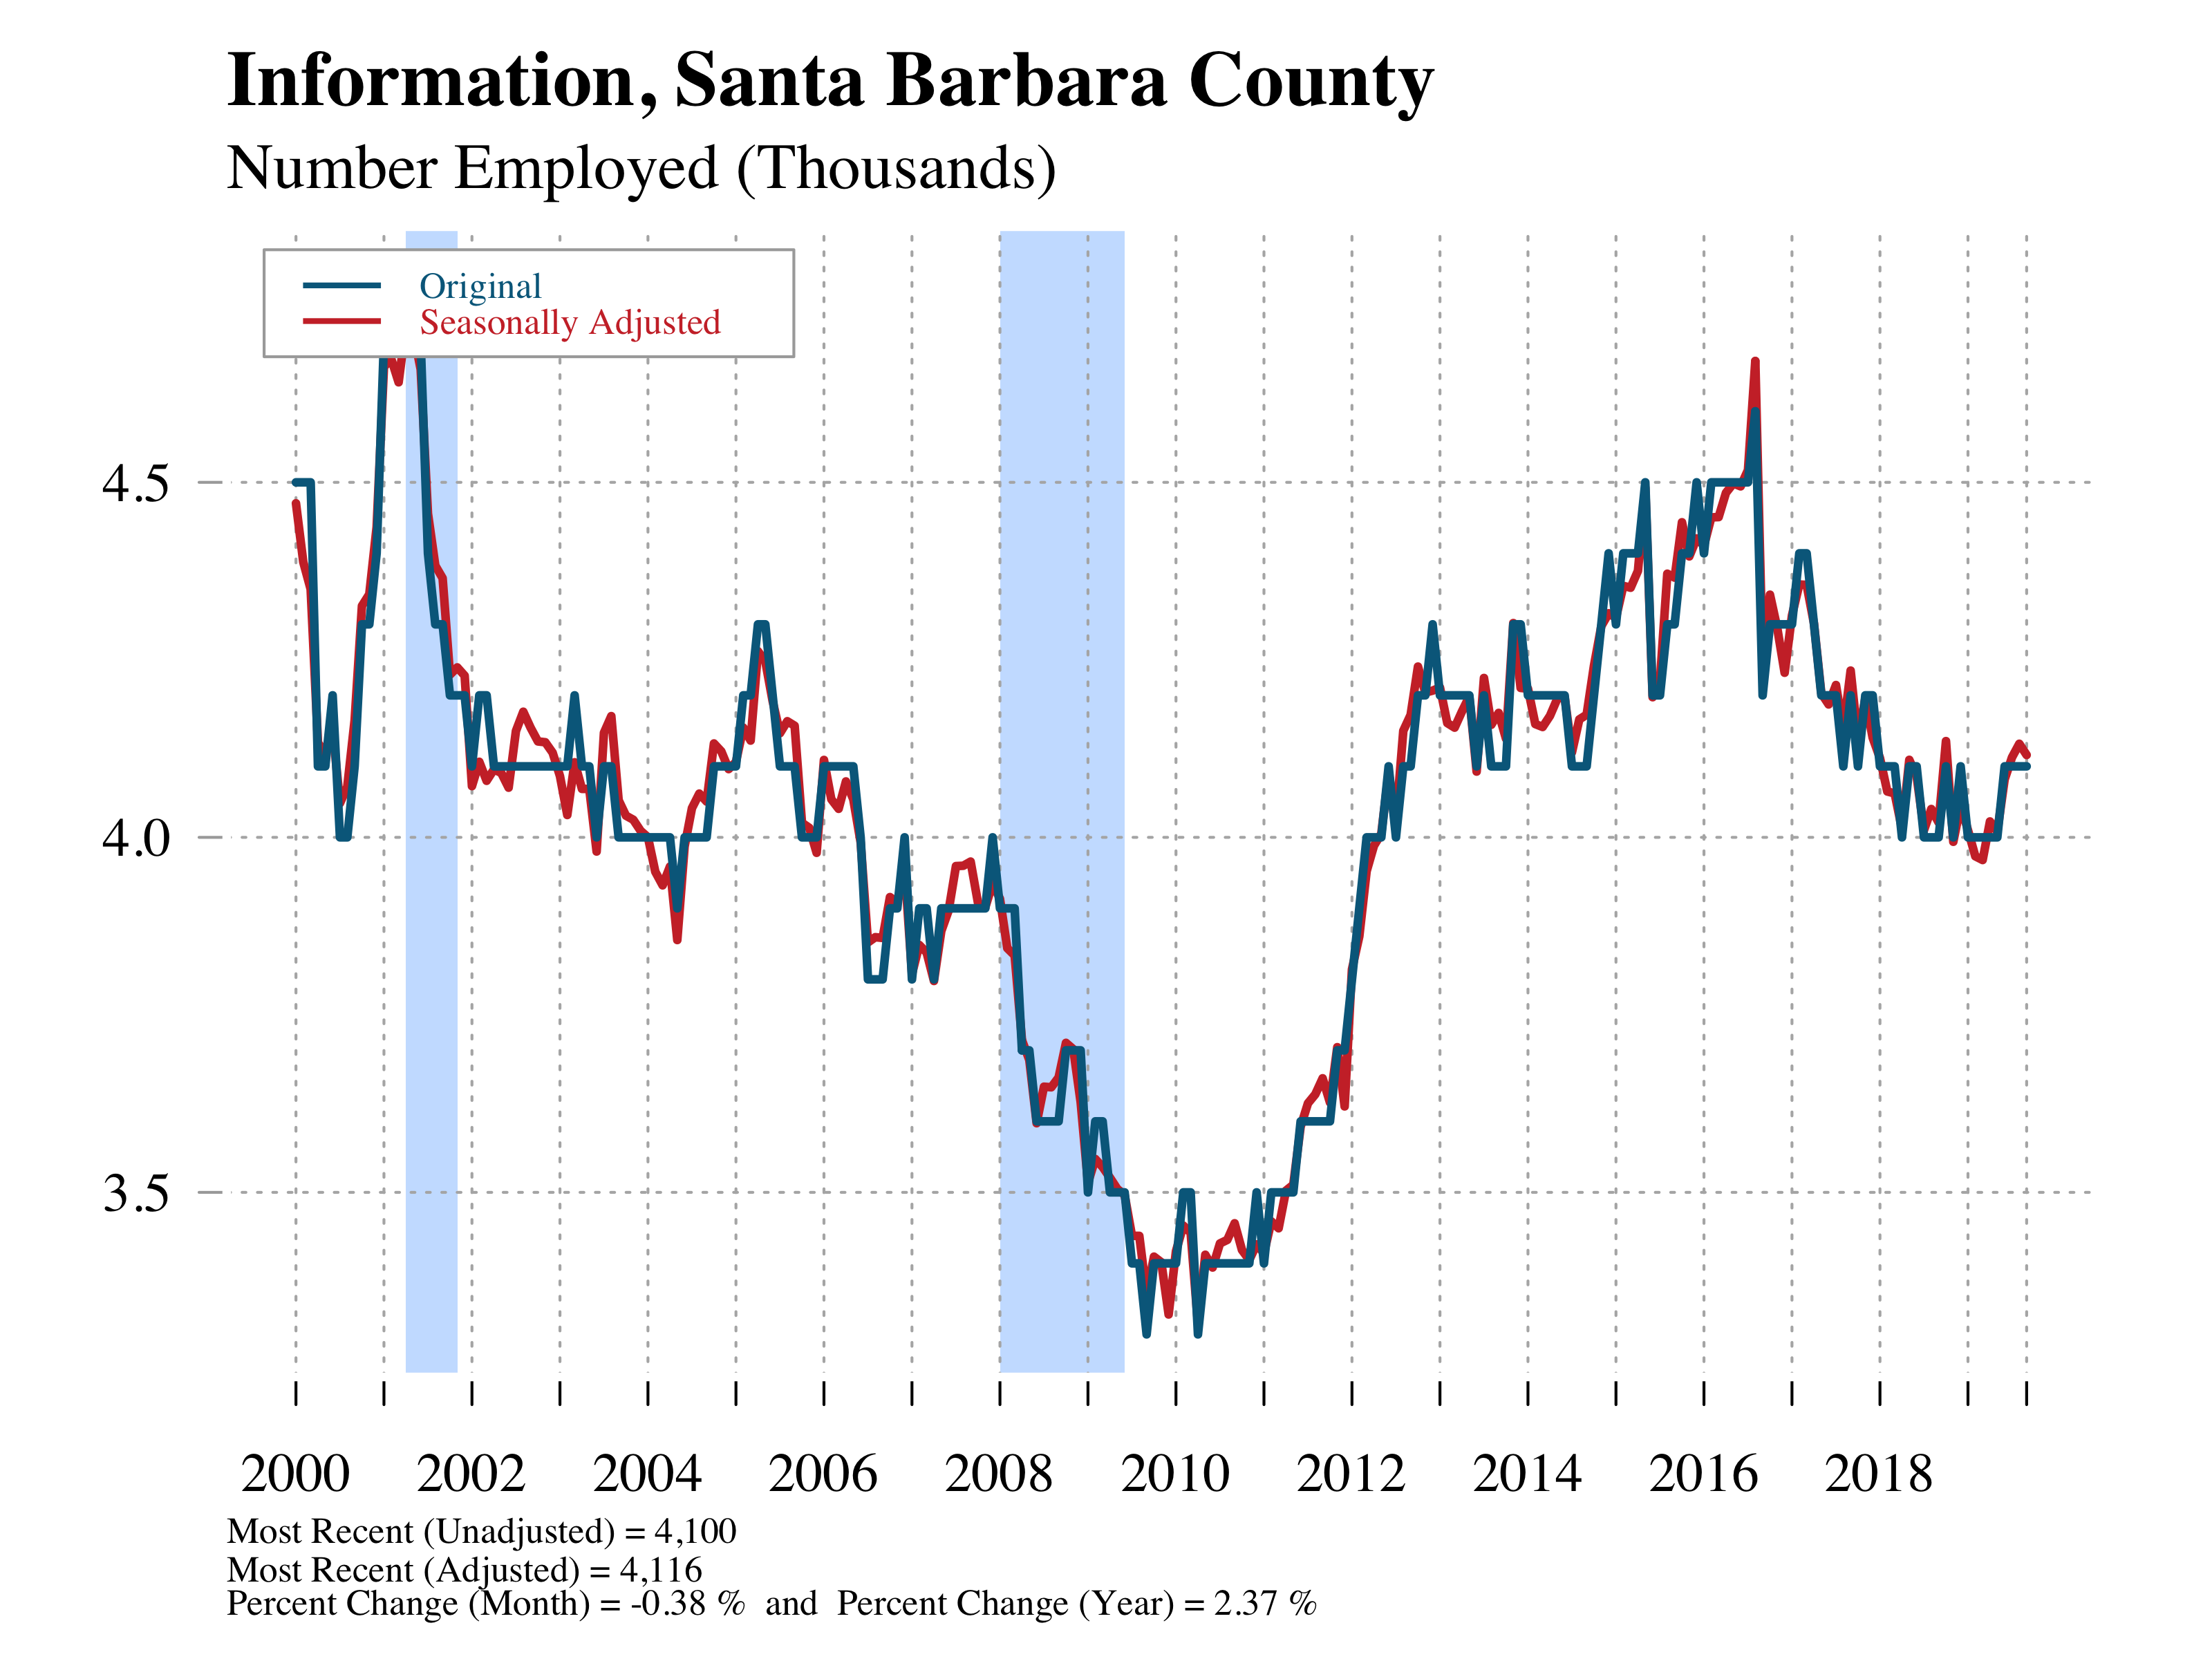 Information, Santa Barbara County
Number Employed (Thousands)
Original
Seasonally Adjusted
4.5
4.0
3.5
2000 2002 2004 2006 2008 2010 2012 2014 2016 2018
Most Recent (Unadjusted) = 4,100
Most Recent (Adjusted) = 4,116
Percent Change (Month) = -0.38 % and Percent Change (Year) = 2.37 %